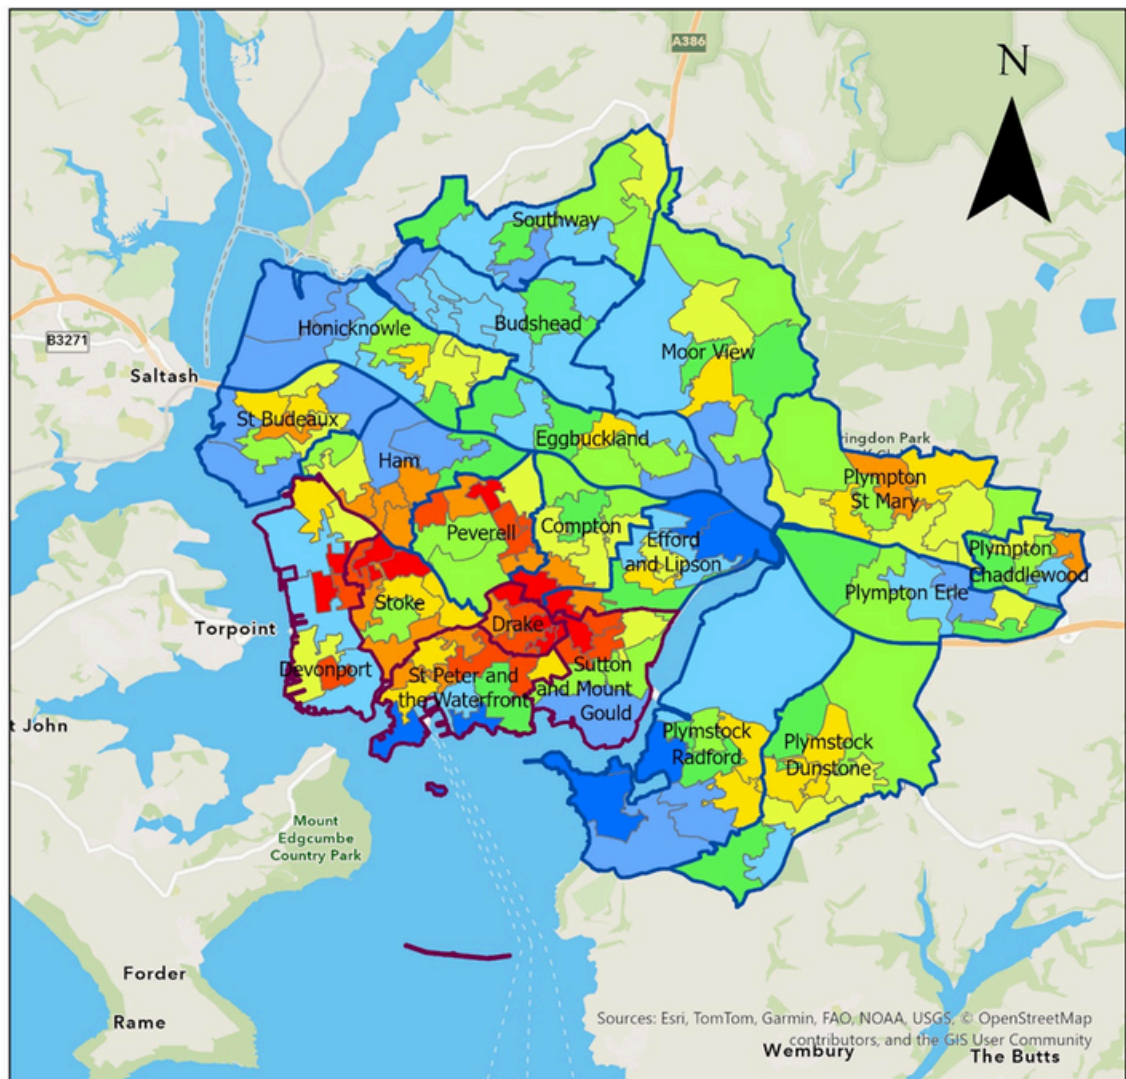 A386
N
Southway
Honicknowle
Budshead
B3271
Moor View
Saltash
St Budeaux
Eggbuckland
ringdon Park
Ham
Plympton
St Mary
Peverell
Compton
Efford
and Lipson
Plympton
Chaddlewood
Plympton Erle
Stoke
Torpoint
Drake
Devonport
St Peter and
the Waterfront
Sutton
and Mount
Gould
t John
Plymstock
Radford
Plymstock
Dunstone
Mount
Edgcumbe
Country Park
Forder
Rame
Sources: Esri, TomTom, Garmin, FAO, NOAA, USGS, © OpenStreetMap
contributors, and the GIS User Community
Wembury
The Butts